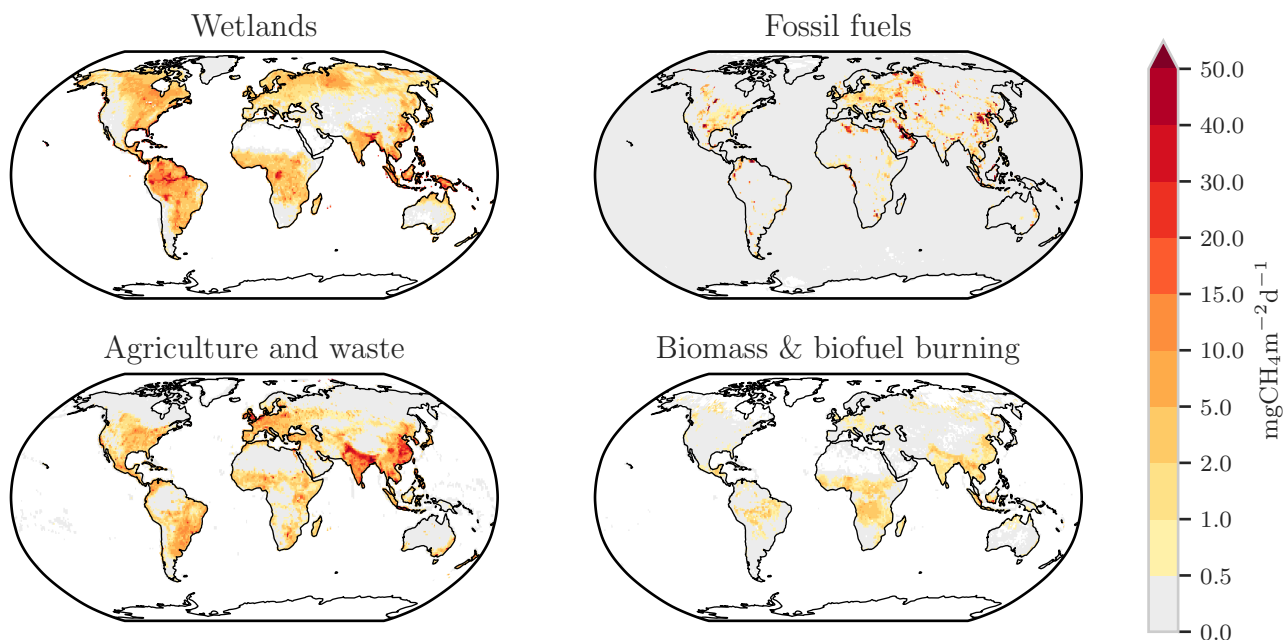 Wetlands
Fossil fuels
Agriculture and waste
Biomass & biofuel burning
50.0
40.0
30.0
20.0
15.0
10.0
5.0
2.0
1.0
0.5
0.0
mgCH₄m⁻²d⁻¹